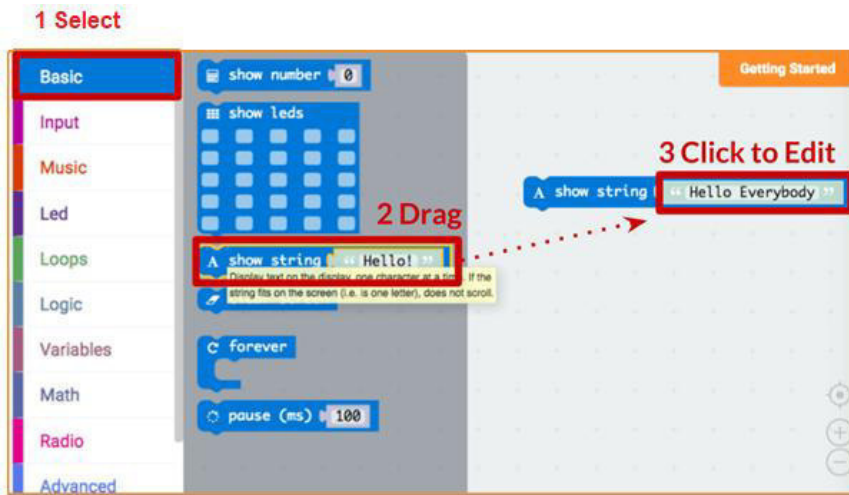 1 Select
Basic
Input
Music
Led
Loops
Logic
Variables
Math
Radio
Advanced
show number 0
show leds
2 Drag
A show string “ Hello! ”
Display text on the display, one character at a time. If the
string fits on the screen (i.e. is one letter), does not scroll.
forever
pause (ms) 100
Getting Started
3 Click to Edit
A show string “ Hello Everybody ”